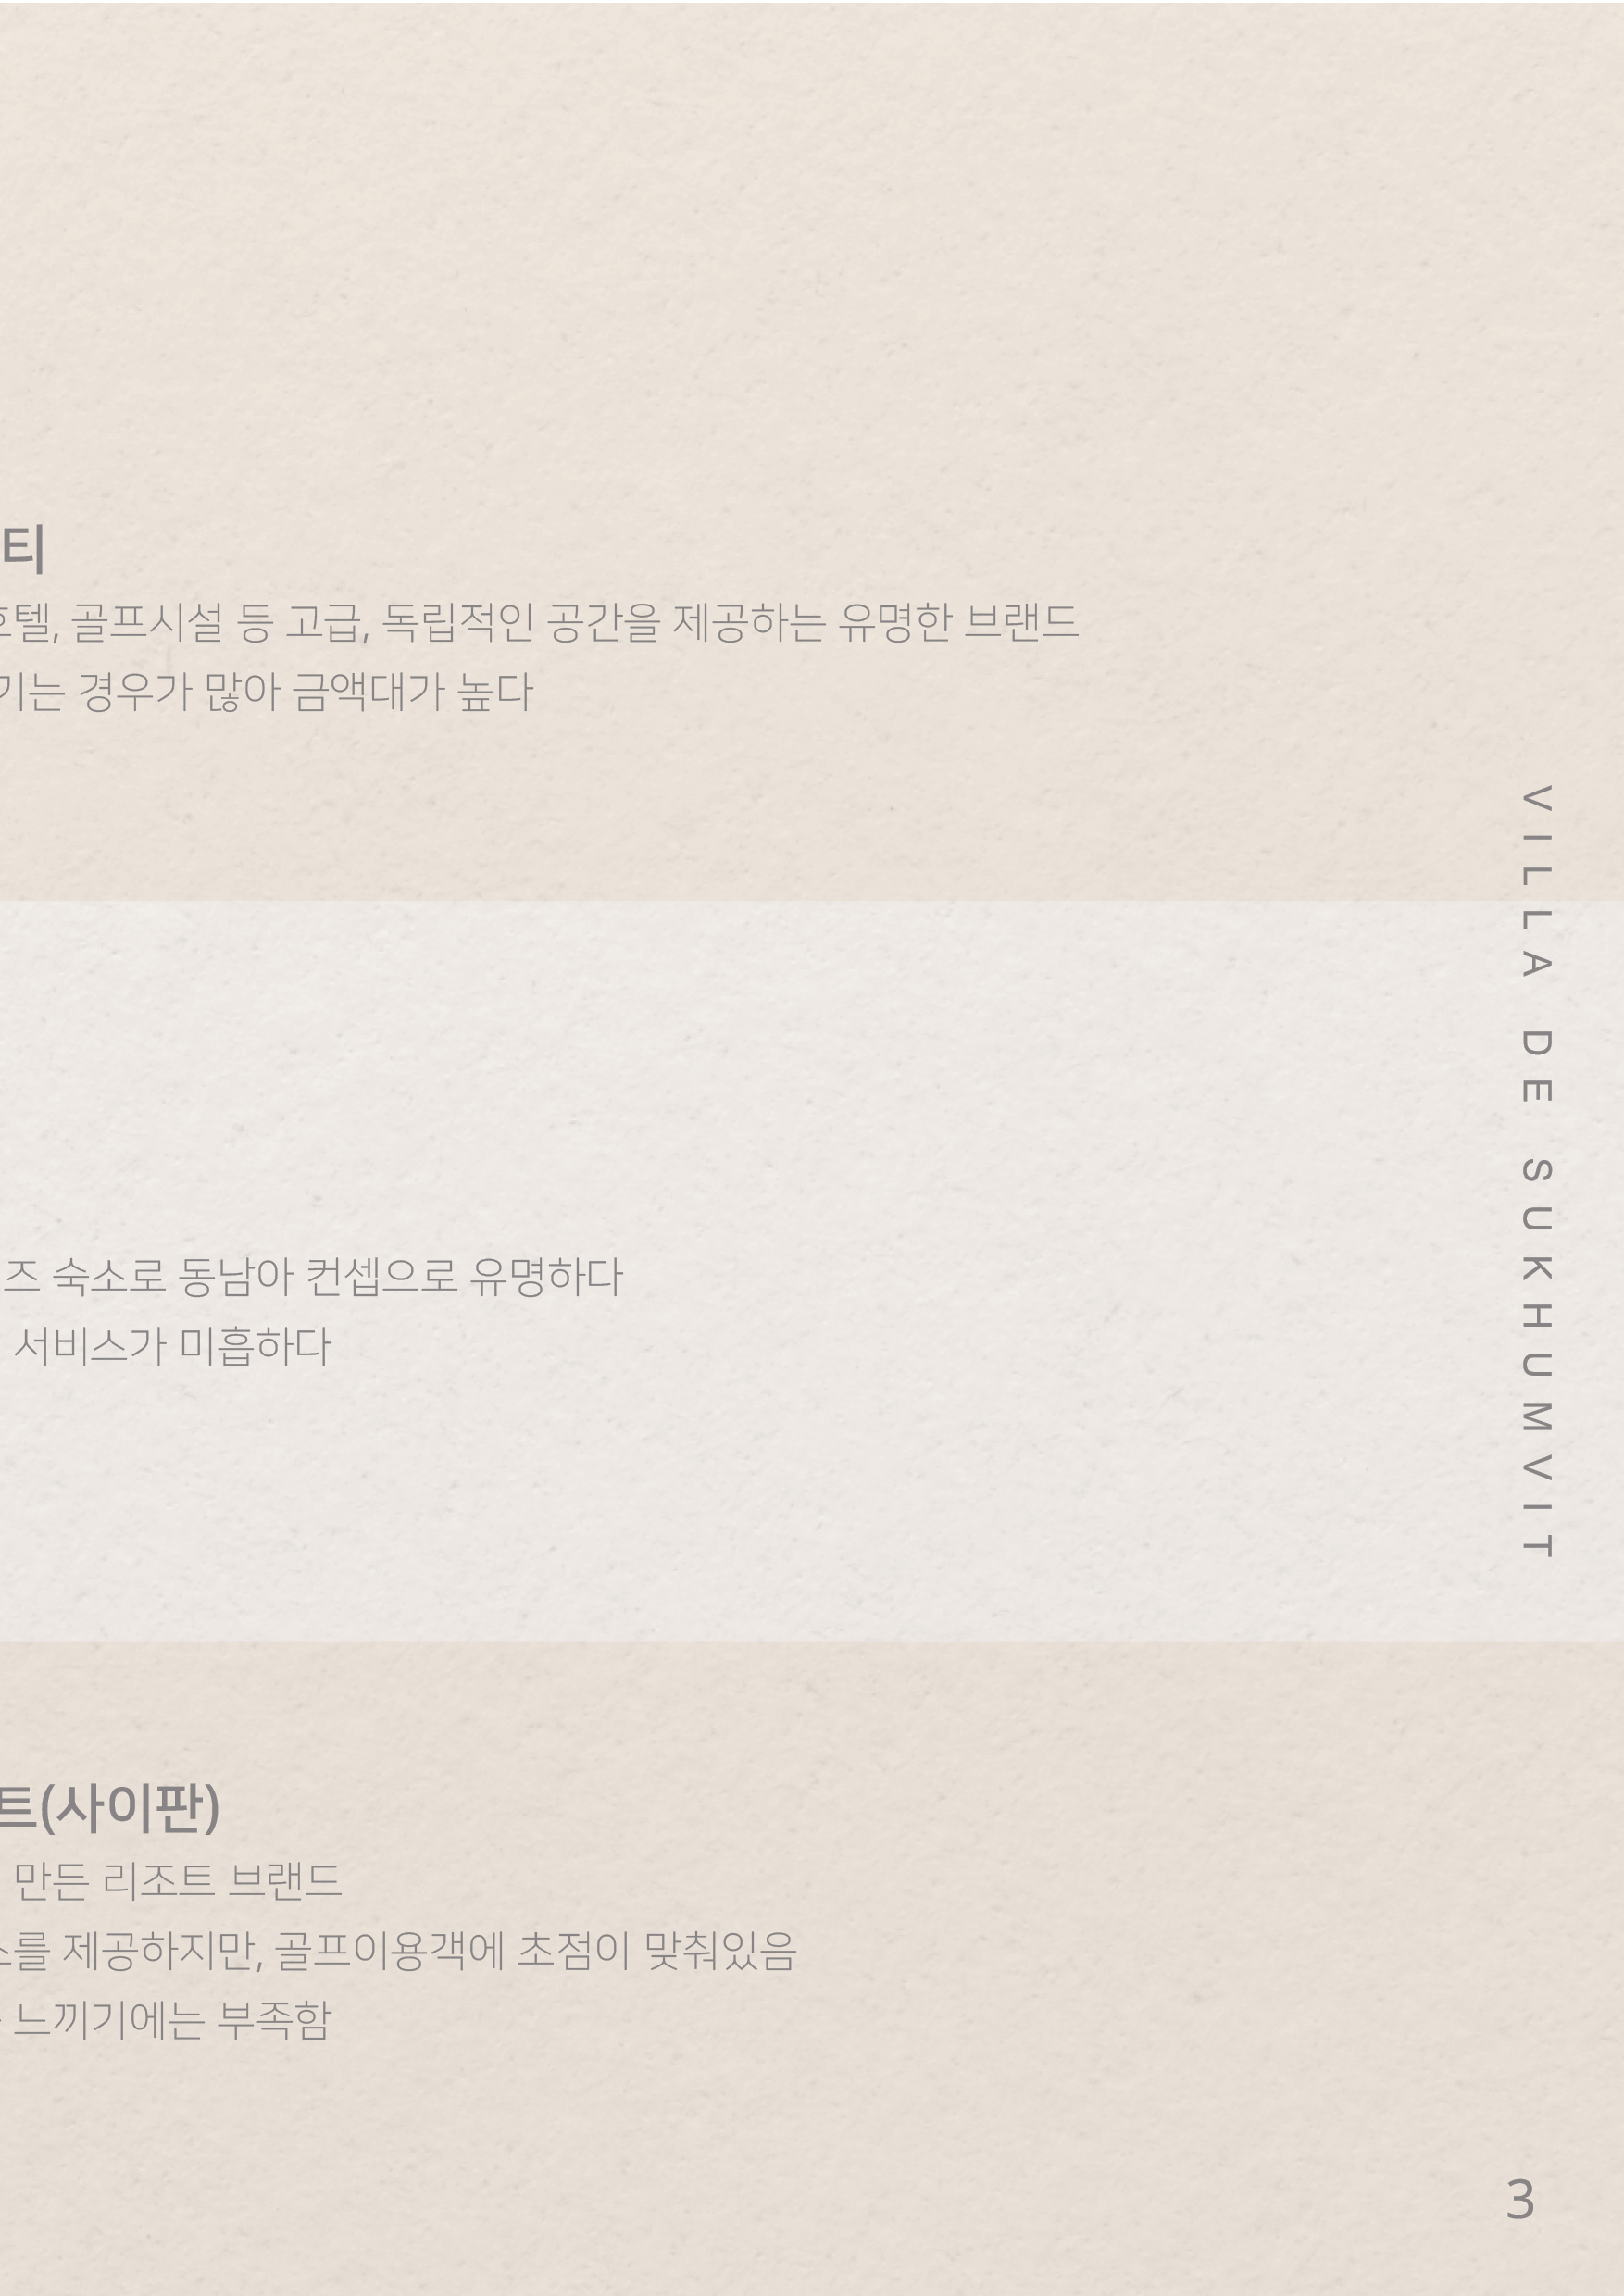 티
호텔, 골프시설 등 고급, 독립적인 공간을 제공하는 유명한 브랜드
기는 경우가 많아 금액대가 높다
VILLA DE SUKHUMVIT
즈 숙소로 동남아 컨셉으로 유명하다
서비스가 미흡하다
트(사이판)
만든 리조트 브랜드
스를 제공하지만, 골프이용객에 초점이 맞춰있음
느끼기에는 부족함
3